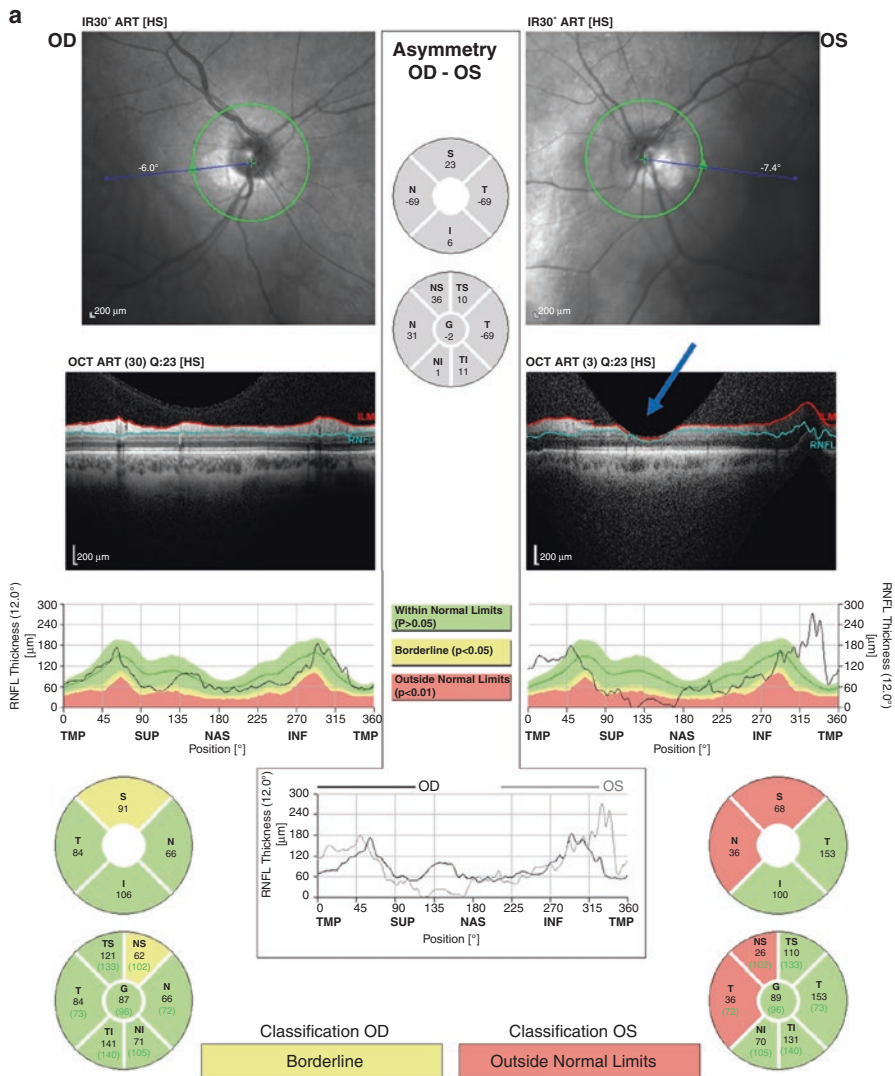 a
IR30° ART [HS]
OD
-6.0°
200 µm
Asymmetry
OD - OS
IR30° ART [HS]
OS
-7.4°
200 µm
S
23
N
-69
T
-69
I
6
NS
36
TS
10
N
31
G
-2
T
-69
NI
1
TI
11
OCT ART (30) Q:23 [HS]
ILM
RNFL
200 µm
OCT ART (3) Q:23 [HS]
ILM
RNFL
200 µm
RNFL Thickness (12.0°)
[µm]
300
240
180
120
60
0
0 45 90 135 180 225 270 315 360
TMP SUP NAS INF TMP
Position [°]
Within Normal Limits
(P>0.05)
Borderline (p<0.05)
Outside Normal Limits
(p<0.01)
300
240
180
120
60
0
RNFL Thickness (12.0°)
[µm]
0 45 90 135 180 225 270 315 360
TMP SUP NAS INF TMP
Position [°]
S
91
T
84
N
66
I
106
OD OS
RNFL Thickness (12.0°)
[µm]
300
240
180
120
60
0
0 45 90 135 180 225 270 315 360
TMP SUP NAS INF TMP
Position [°]
S
68
N
36
T
153
I
100
TS
121
(133)
NS
62
(102)
T
84
(73)
G
87
(96)
N
66
(72)
TI
141
(140)
NI
71
(105)
Classification OD
Borderline
Classification OS
Outside Normal Limits
NS
26
(102)
TS
110
(133)
T
36
(72)
G
89
(96)
T
153
(73)
NI
70
(105)
TI
131
(140)